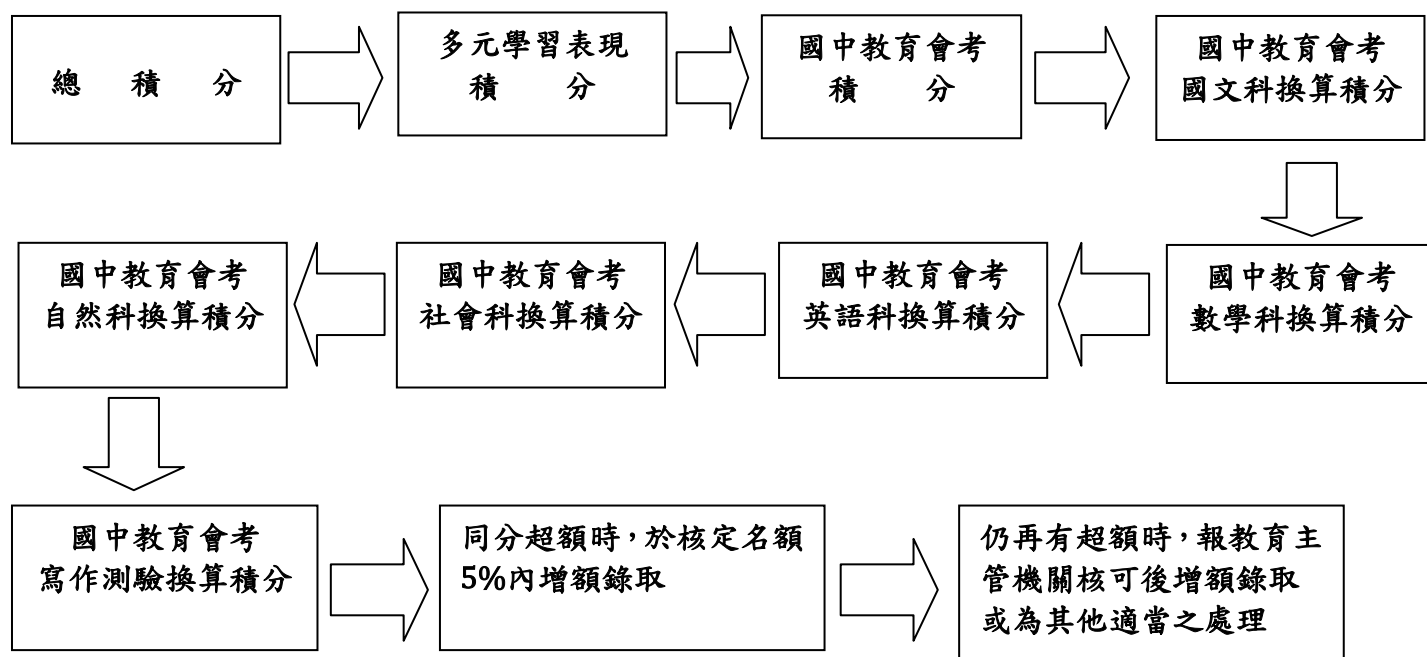 總 積 分
多元學習表現
積 分
國中教育會考
積 分
國中教育會考
國文科換算積分
國中教育會考
數學科換算積分
國中教育會考
英語科換算積分
國中教育會考
社會科換算積分
國中教育會考
自然科換算積分
國中教育會考
寫作測驗換算積分
同分超額時，於核定名額
5%內增額錄取
仍再有超額時，報教育主
管機關核可後增額錄取
或為其他適當之處理